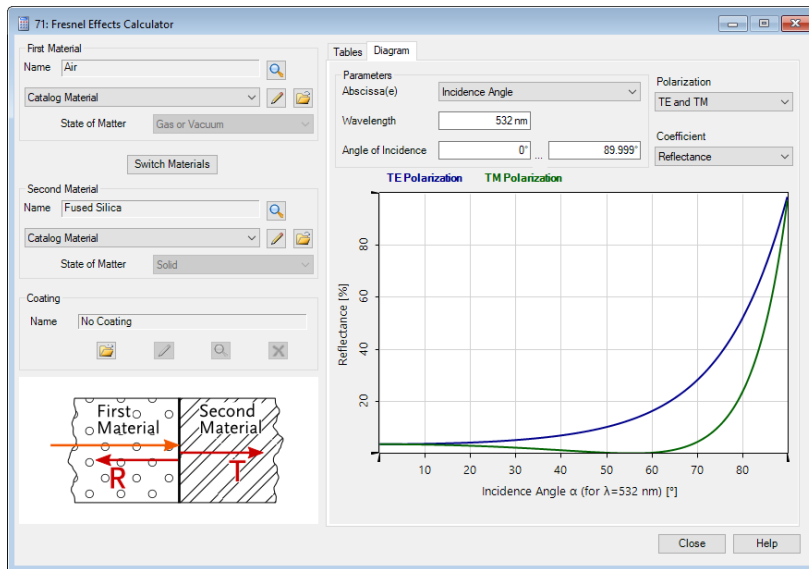 71: Fresnel Effects Calculator
First Material
Name Air
Catalog Material
State of Matter Gas or Vacuum
Switch Materials
Second Material
Name Fused Silica
Catalog Material
State of Matter Solid
Coating
Name No Coating
First Material
Second Material
R
T
Tables Diagram
Parameters
Abscissa(e) Incidence Angle
Wavelength 532 nm
Angle of Incidence 0° ... 89.999°
Polarization
TE and TM
Coefficient
Reflectance
TE Polarization TM Polarization
Reflectance [%]
80
60
40
20
10 20 30 40 50 60 70 80
Incidence Angle α (for λ=532 nm) [°]
Close Help